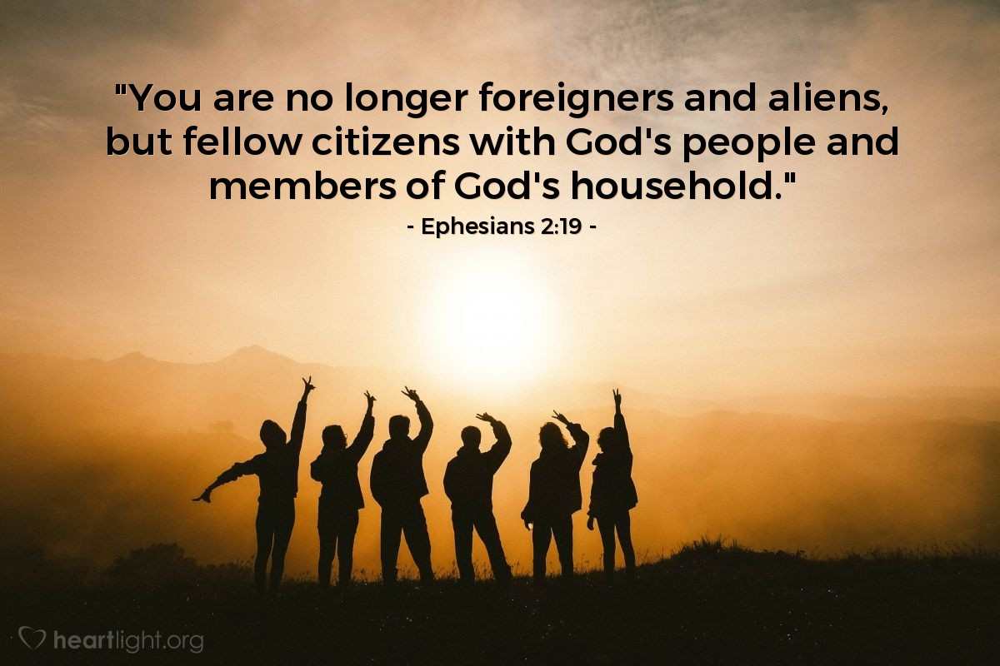 "You are no longer foreigners and aliens,
but fellow citizens with God's people and
members of God's household."
- Ephesians 2:19 -
heartlight.org